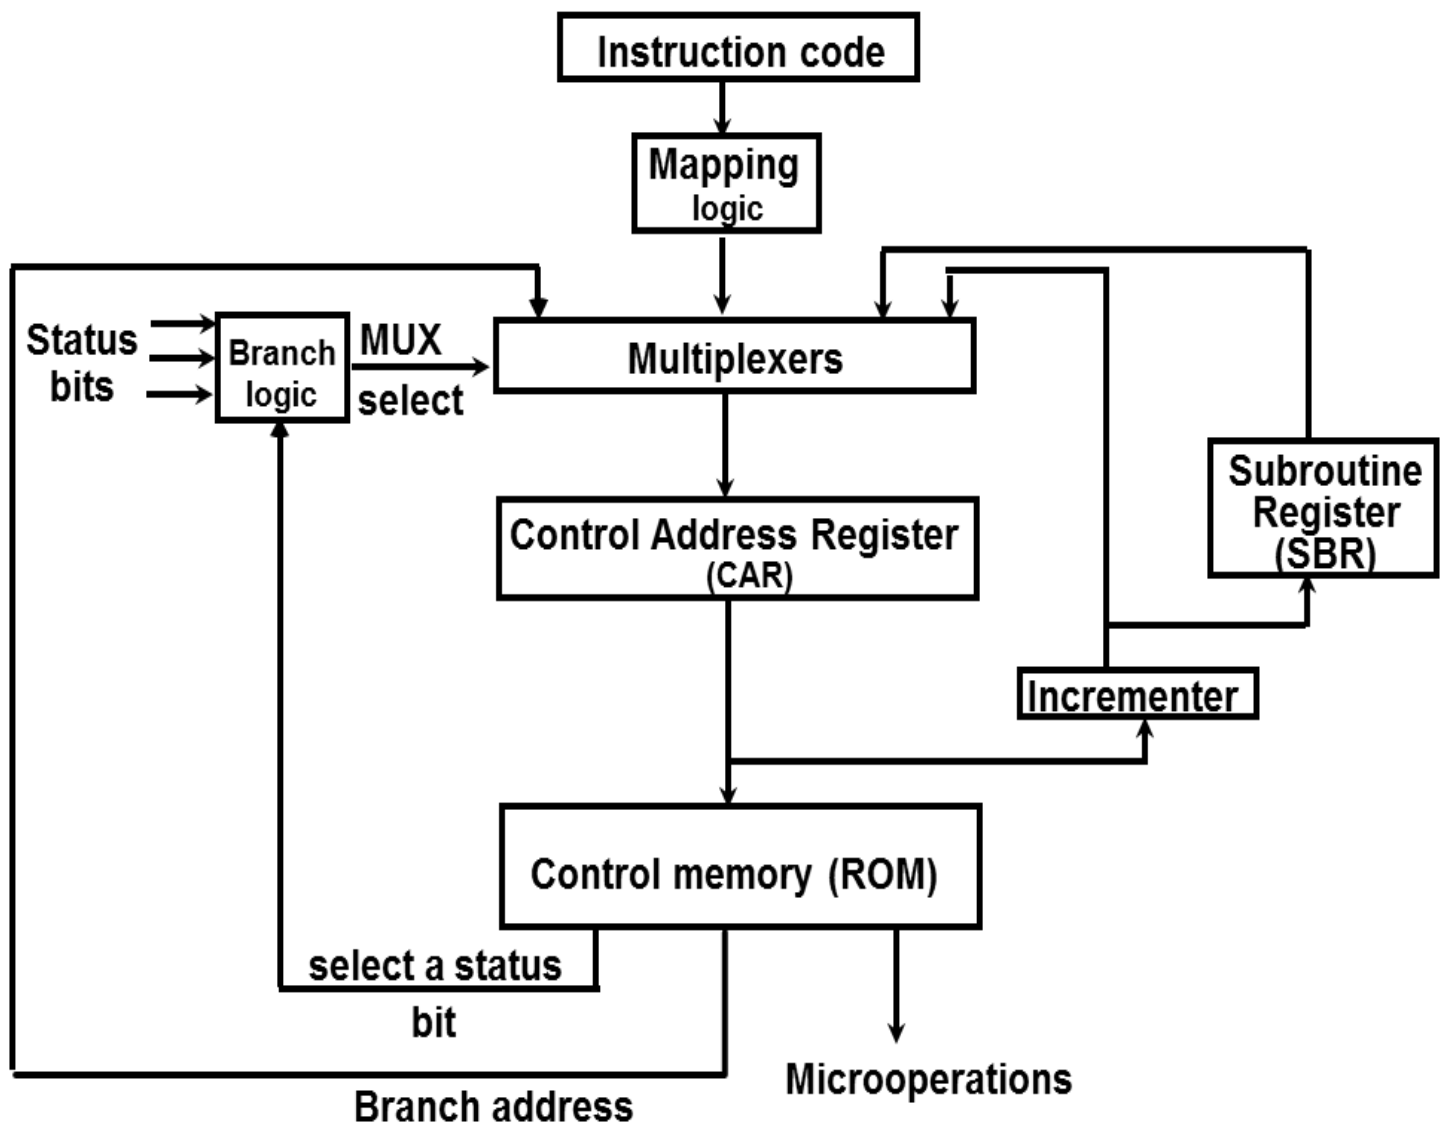 Instruction code
Mapping
logic
Status
bits
Branch
logic
MUX
select
Multiplexers
Control Address Register
(CAR)
Subroutine
Register
(SBR)
Incrementer
Control memory (ROM)
select a status
bit
Microoperations
Branch address